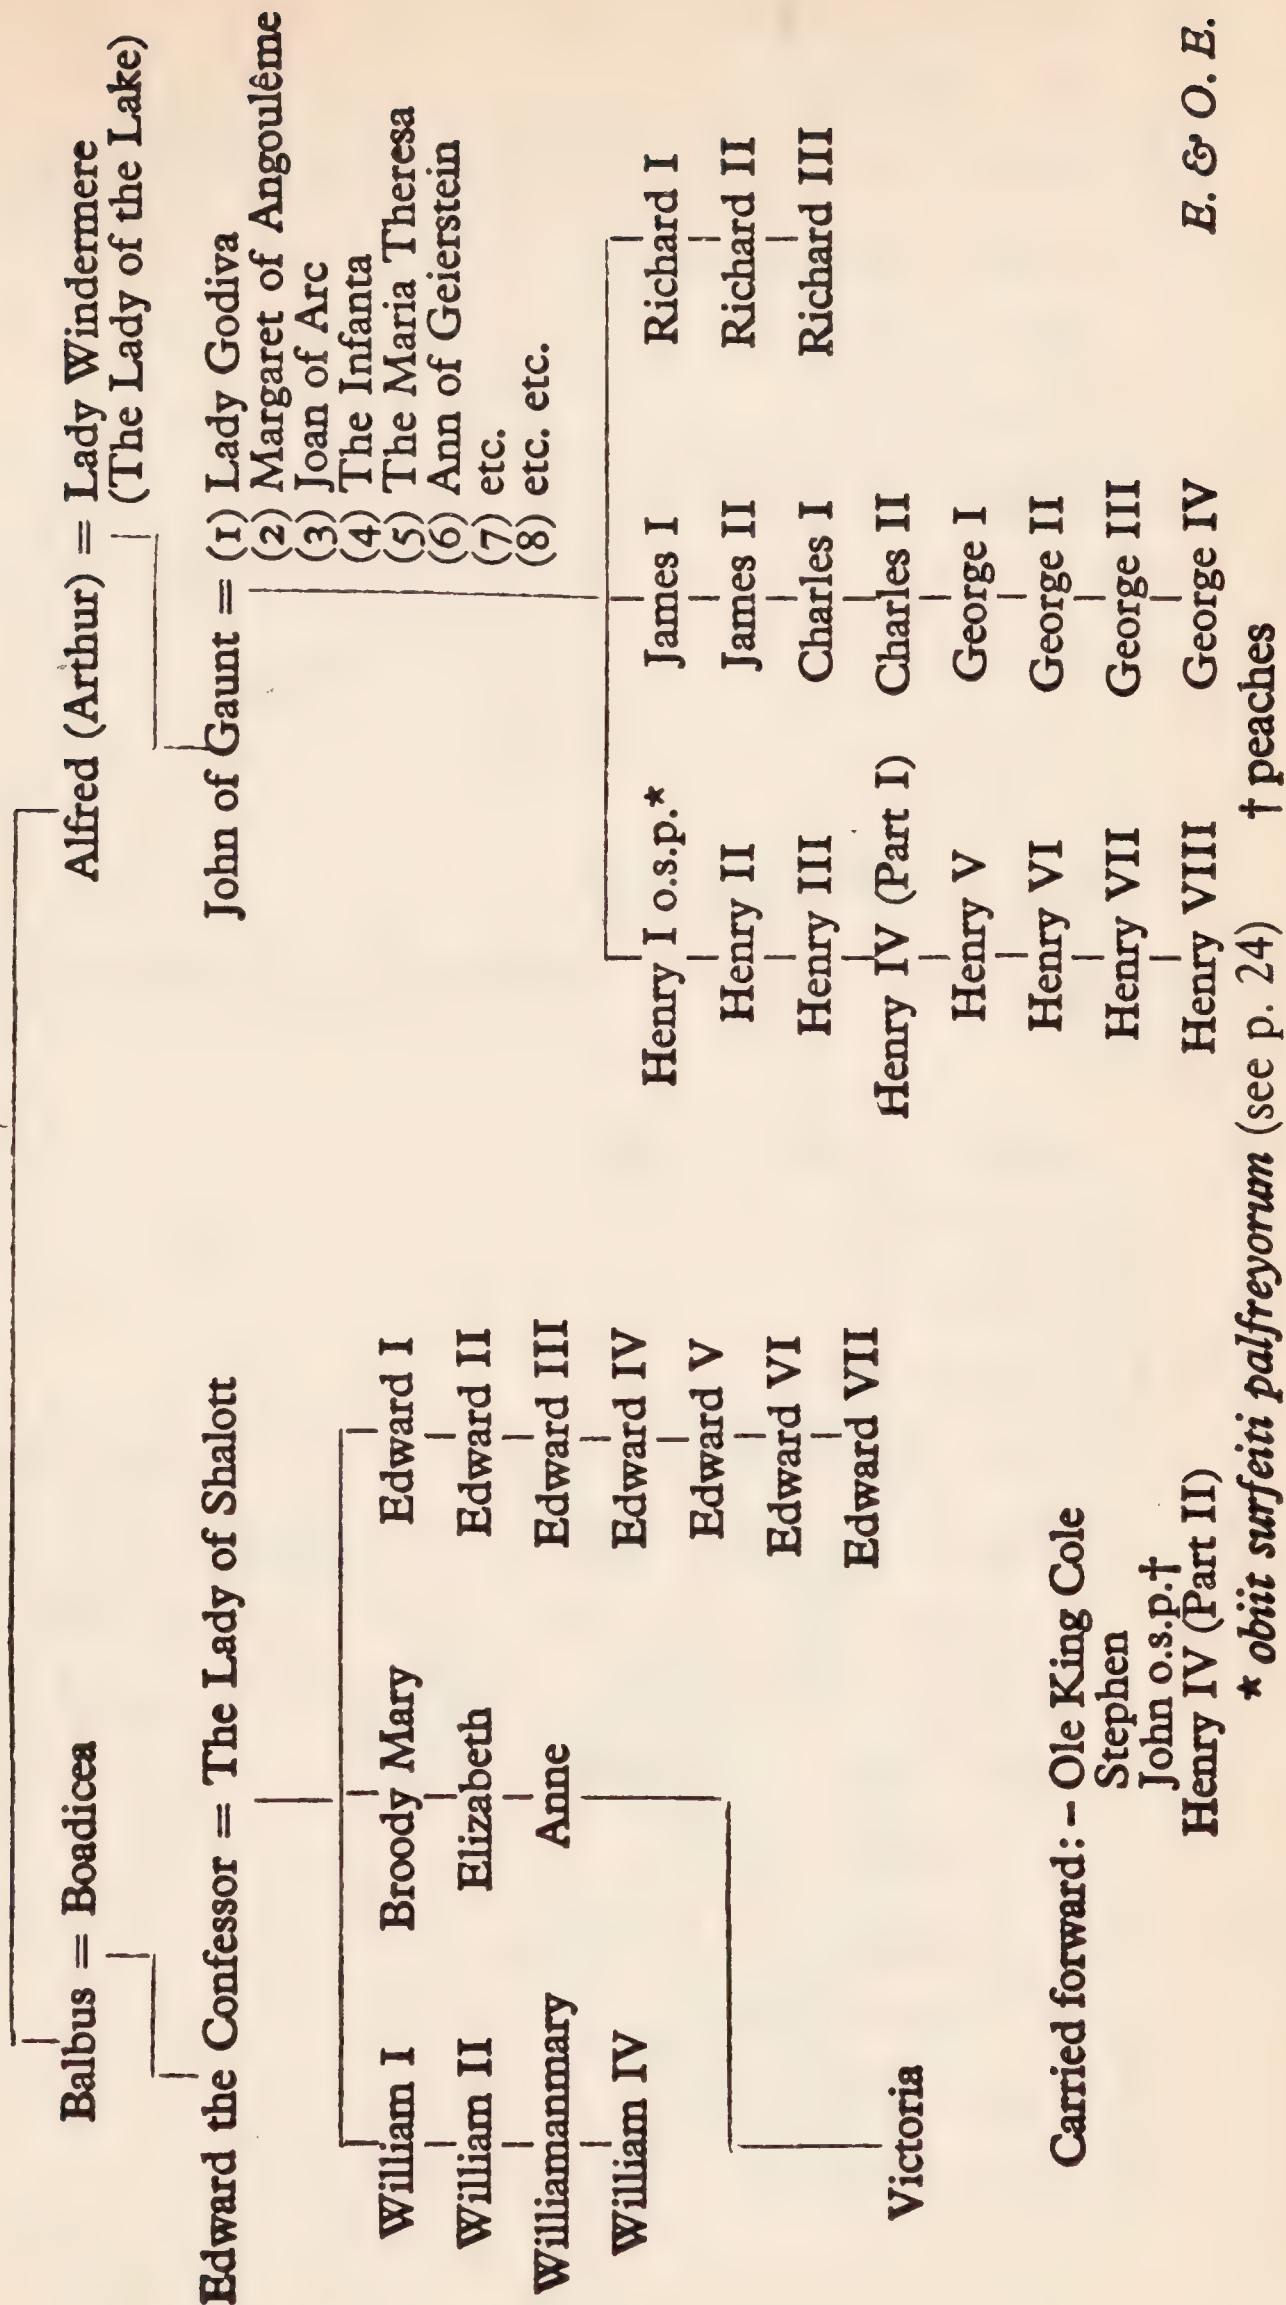 Balbus = Boadicea
Alfred (Arthur) = Lady Windermere
(The Lady of the Lake)
Edward the Confessor = The Lady of Shalott
John of Gaunt = (1) Lady Godiva
(2) Margaret of Angoulême
(3) Joan of Arc
(4) The Infanta
(5) The Maria Theresa
(6) Ann of Geierstein
(7) etc.
(8) etc. etc.
William I
William II
Williamanmary
William IV
Broody Mary
Elizabeth
Anne
Victoria
Edward I
Edward II
Edward III
Edward IV
Edward V
Edward VI
Edward VII
Henry I o.s.p.*
Henry II
Henry III
Henry IV (Part I)
Henry V
Henry VI
Henry VII
Henry VIII
James I
James II
Charles I
Charles II
George I
George II
George III
George IV
Richard I
Richard II
Richard III
Carried forward: – Ole King Cole
Stephen
John o.s.p.†
Henry IV (Part II)
* obiit surfeiti palfreyorum (see p. 24) † peaches
E. & O. E.